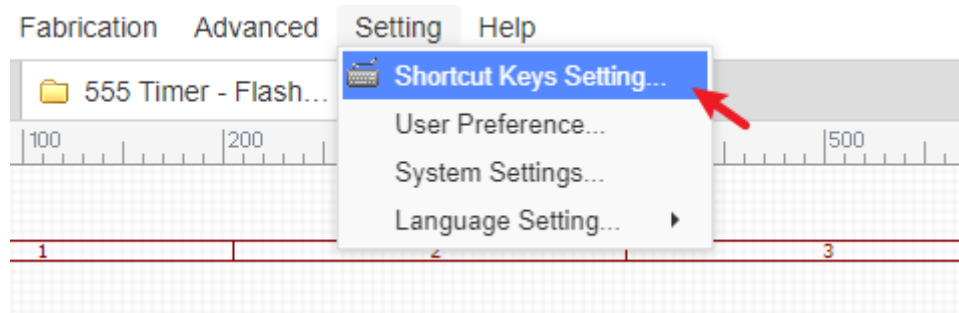 Fabrication Advanced Setting Help
Shortcut Keys Setting...
555 Timer - Flash...
User Preference...
100 200 500
System Settings...
Language Setting...
1 2 3